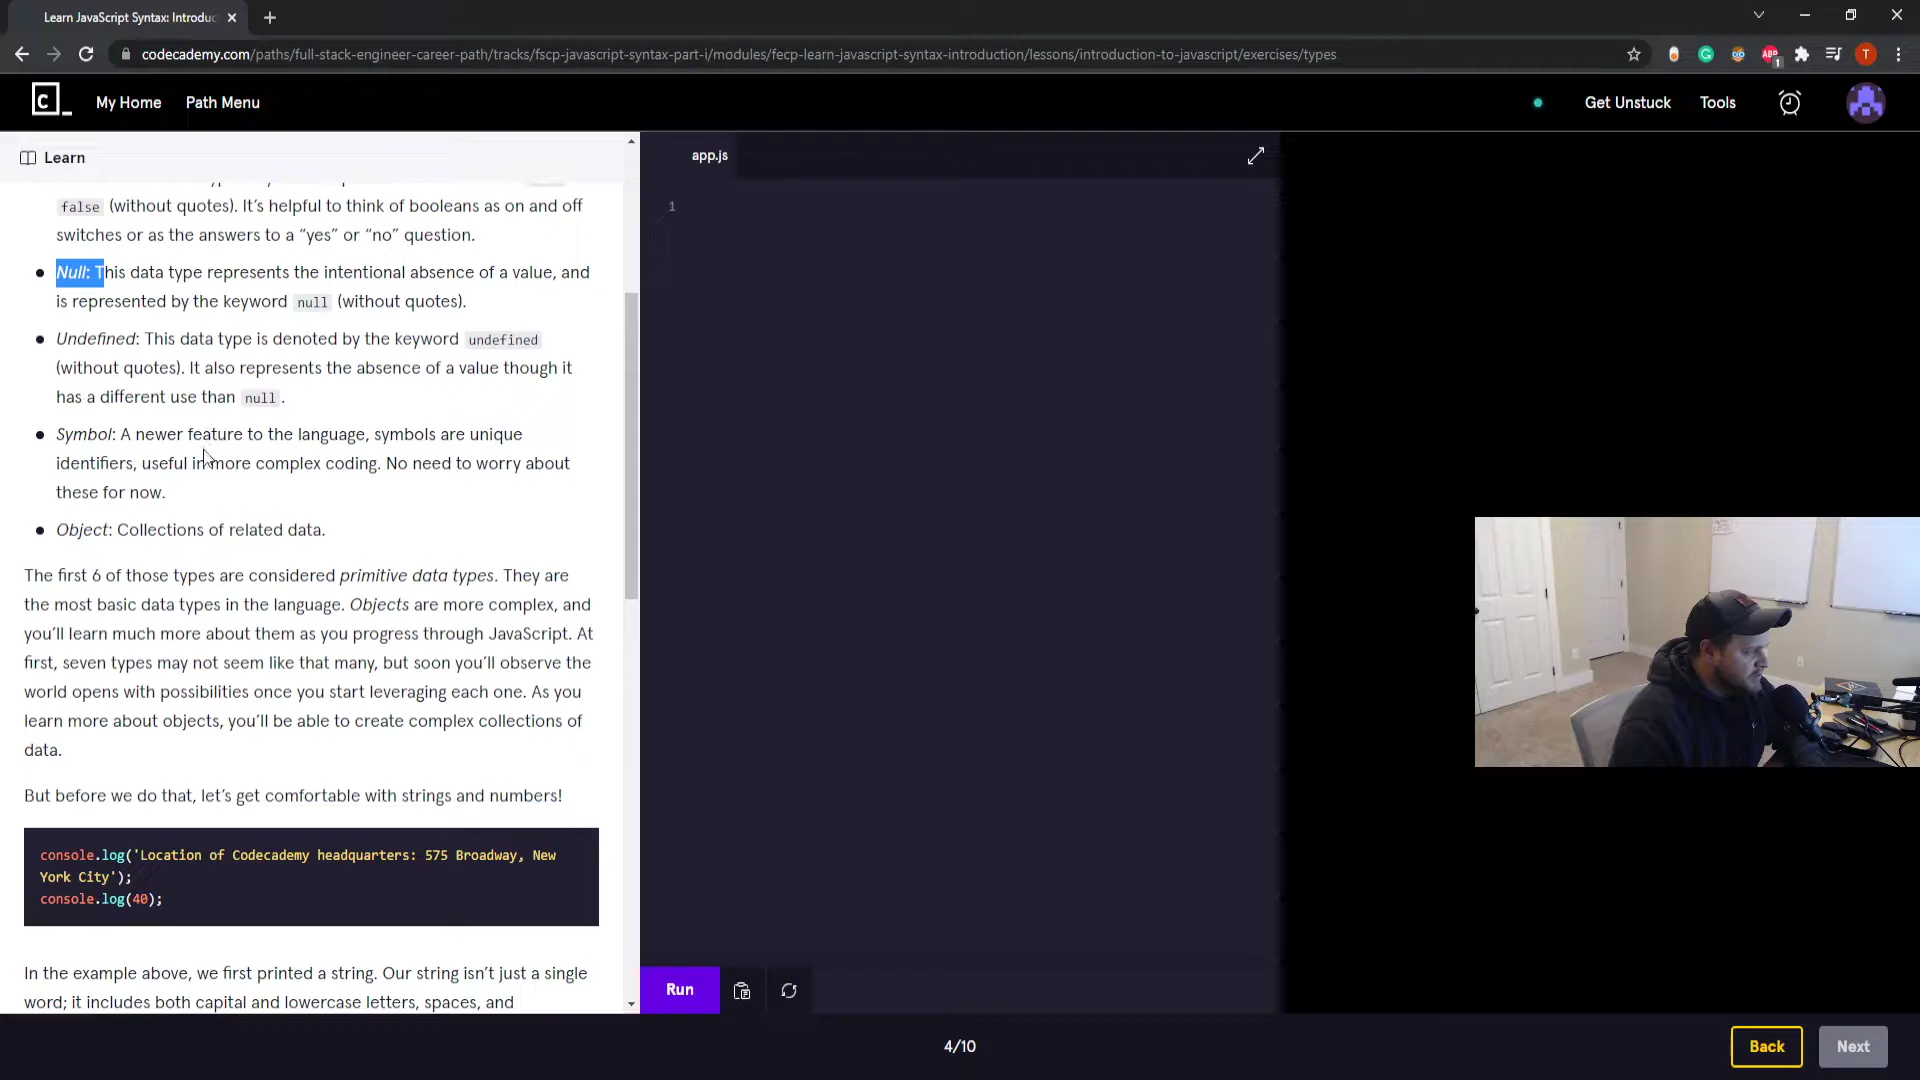 Learn JavaScript Syntax: Introduc
codecademy.com/paths/full-stack-engineer-career-path/tracks/fscp-javascript-syntax-part-i/modules/fecp-learn-javascript-syntax-introduction/lessons/introduction-to-javascript/exercises/types
ABP
1
T
C_
My Home
Path Menu
Get Unstuck
Tools
Learn
false (without quotes). It’s helpful to think of booleans as on and off
switches or as the answers to a “yes” or “no” question.
Null: This data type represents the intentional absence of a value, and
is represented by the keyword null (without quotes).
Undefined: This data type is denoted by the keyword undefined
(without quotes). It also represents the absence of a value though it
has a different use than null.
Symbol: A newer feature to the language, symbols are unique
identifiers, useful in more complex coding. No need to worry about
these for now.
Object: Collections of related data.
The first 6 of those types are considered primitive data types. They are
the most basic data types in the language. Objects are more complex, and
you’ll learn much more about them as you progress through JavaScript. At
first, seven types may not seem like that many, but soon you’ll observe the
world opens with possibilities once you start leveraging each one. As you
learn more about objects, you’ll be able to create complex collections of
data.
But before we do that, let’s get comfortable with strings and numbers!
console.log('Location of Codecademy headquarters: 575 Broadway, New
York City');
console.log(40);
In the example above, we first printed a string. Our string isn’t just a single
word; it includes both capital and lowercase letters, spaces, and
app.js
1
Run
4/10
Back
Next